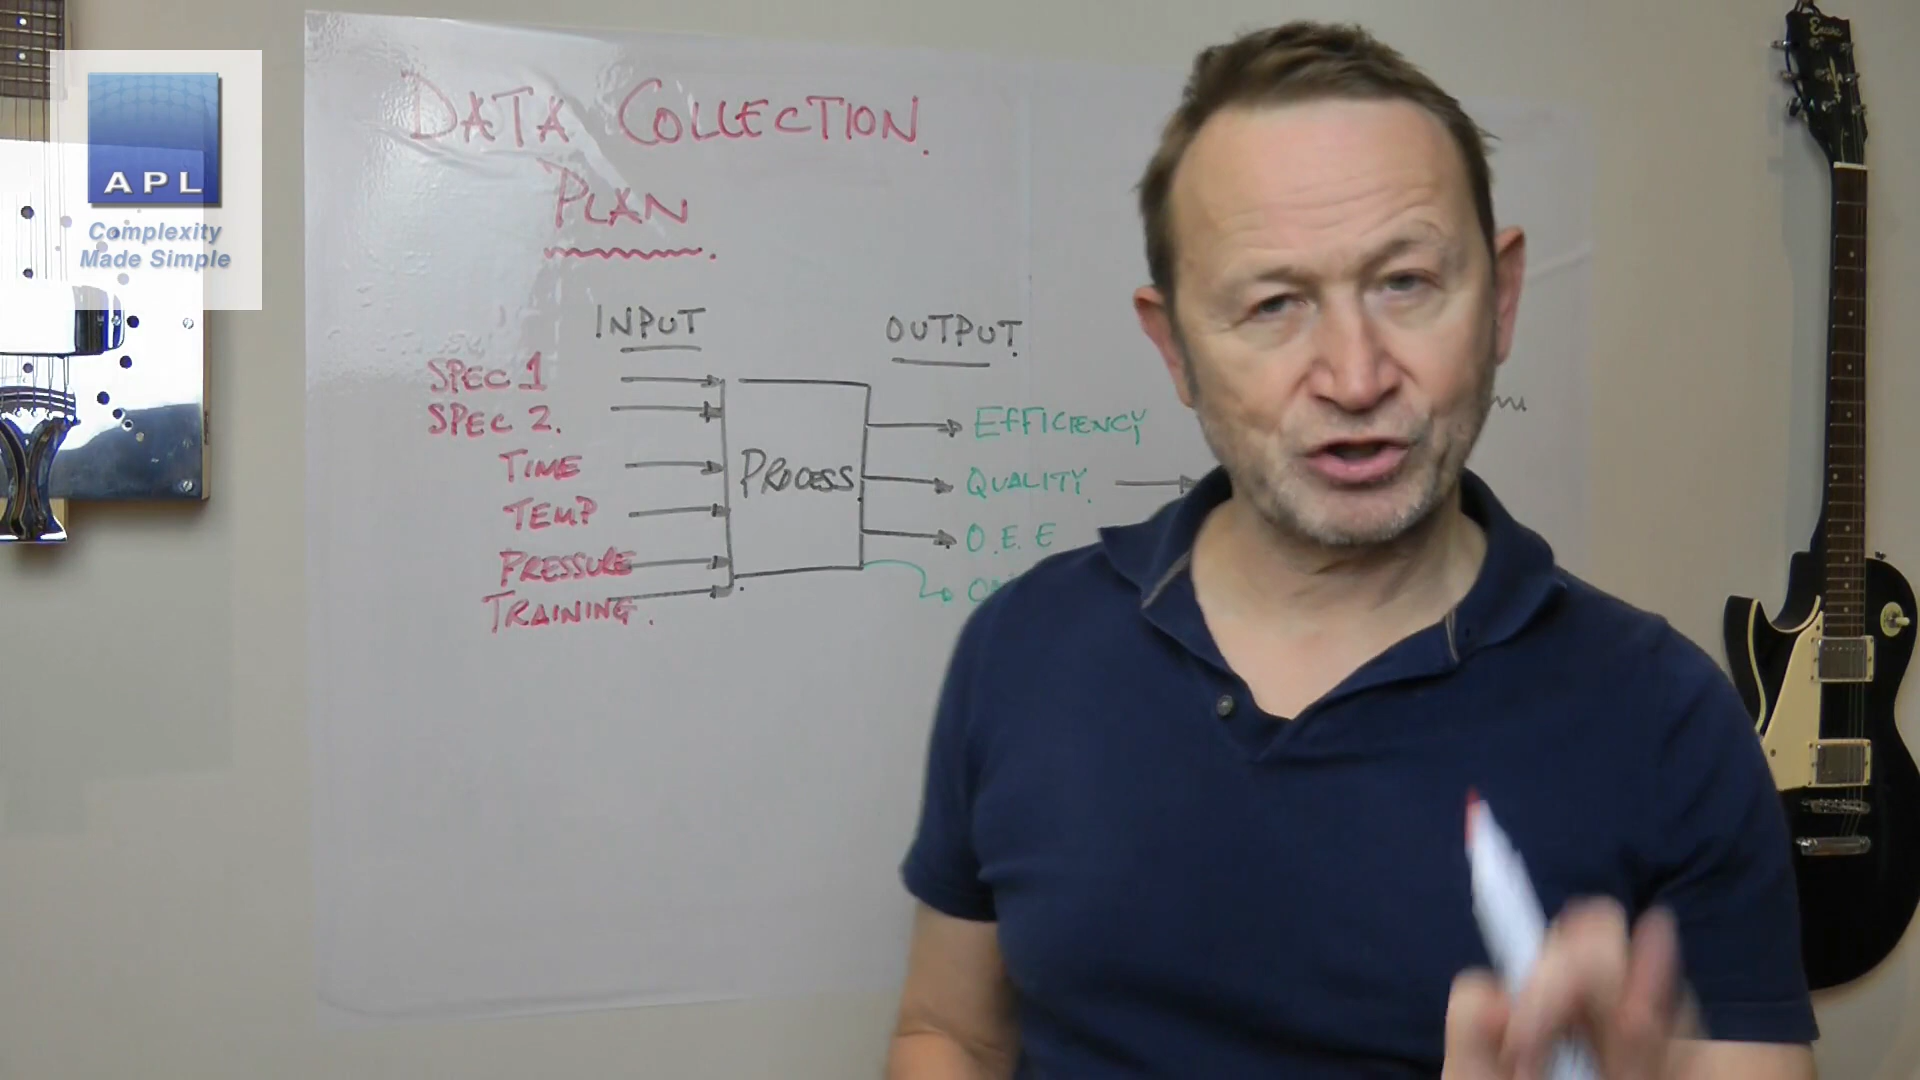 DATA COLLECTION.
PLAN
INPUT
OUTPUT.
SPEC 1
SPEC 2.
TIME
TEMP
PRESSURE
TRAINING.
PROCESS
EFFICIENCY
QUALITY.
O.E.E
APL
Complexity
Made Simple